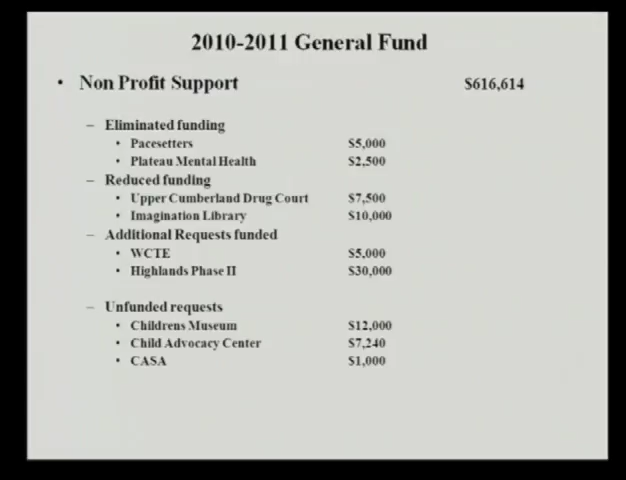 2010-2011 General Fund
• Non Profit Support $616,614
– Eliminated funding
• Pacesetters $5,000
• Plateau Mental Health $2,500
– Reduced funding
• Upper Cumberland Drug Court $7,500
• Imagination Library $10,000
– Additional Requests funded
• WCTE $5,000
• Highlands Phase II $30,000
– Unfunded requests
• Childrens Museum $12,000
• Child Advocacy Center $7,240
• CASA $1,000